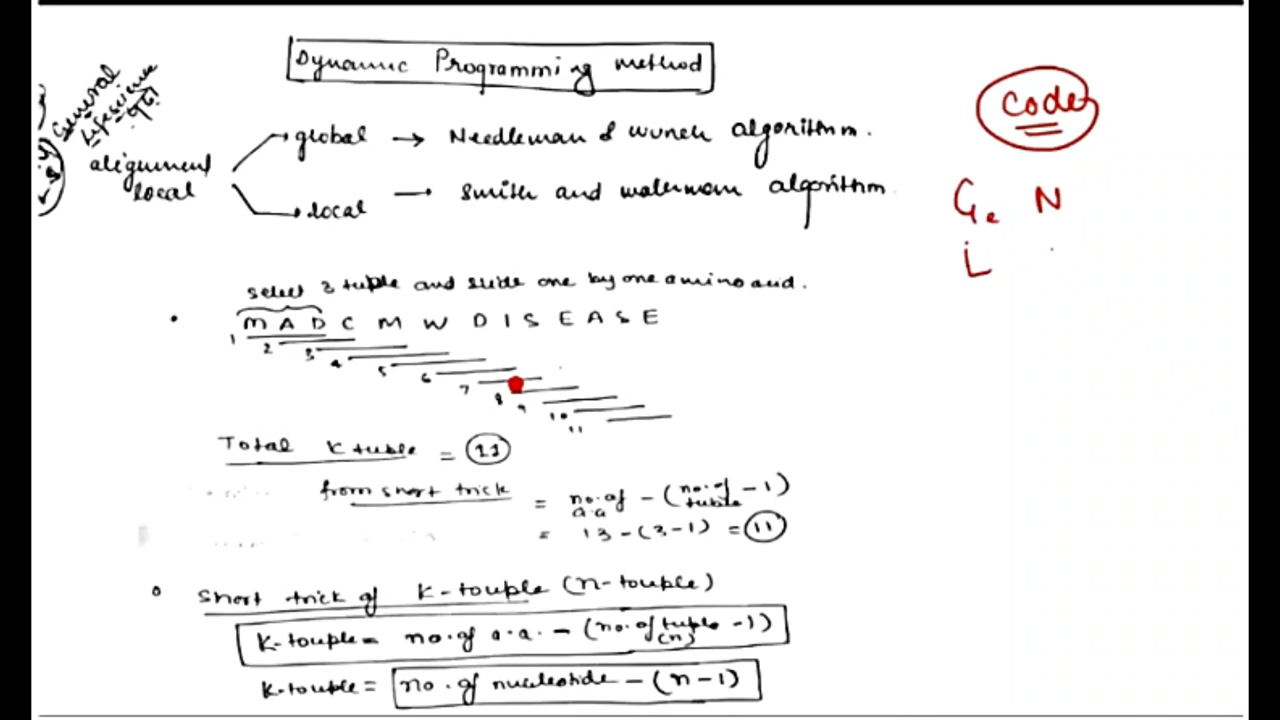 Dynamic Programming method
Code
General
Lifescience
alignment
local
global → Needleman & wunch algorithm.
local → smith and waterman algorithm
Ge N
L
select 3 tuple and slide one by one amino acid.
M A D C M W D I S E A S E
1
2
3
4
5
6
7
8
9
10
11
Total K tuple = 11
from short trick = no. of a.a - (no. of tuple - 1)
= 13 - (3-1) = 11
short trick of K-touple (n-touple)
K-touple = no. of a.a. - (no. of tuple (n) - 1)
K-touple = no. of nucleotide - (n-1)